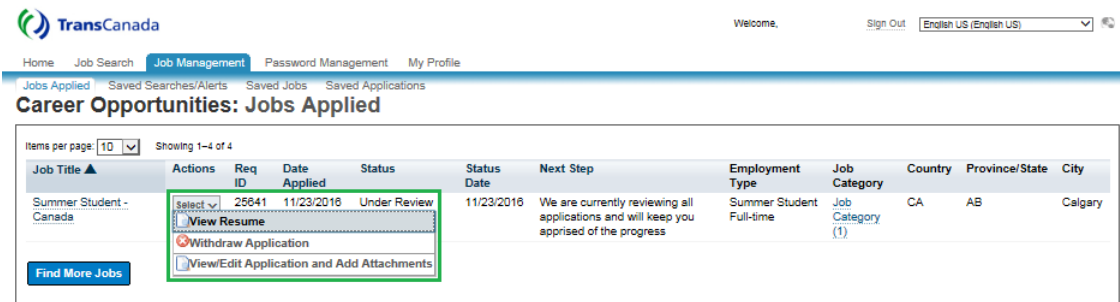 TransCanada
Welcome,
Sign Out
English US (English US)
Home Job Search Job Management Password Management My Profile
Jobs Applied Saved Searches/Alerts Saved Jobs Saved Applications
Career Opportunities: Jobs Applied
Items per page: 10 Showing 1-4 of 4
Job Title ▲ Actions Req ID Date Applied Status Status Date Next Step Employment Type Job Category Country Province/State City
Summer Student - Canada
select 25641 11/23/2016 Under Review 11/23/2016
We are currently reviewing all
applications and will keep you
apprised of the progress
Summer Student
Full-time
Job
Category
(1)
CA AB Calgary
View Resume
Withdraw Application
View/Edit Application and Add Attachments
Find More Jobs